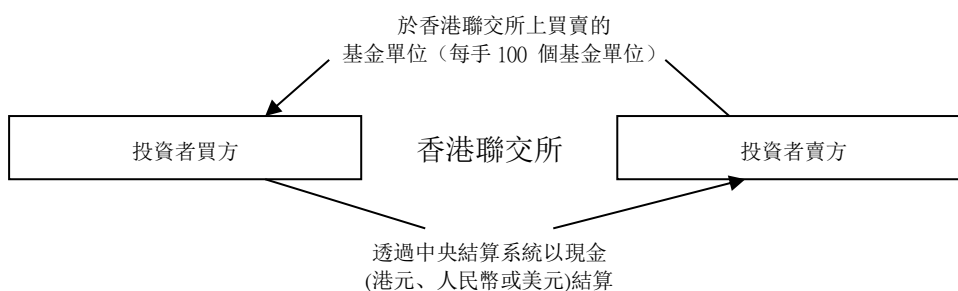 於香港聯交所上買賣的
基金單位（每手 100 個基金單位）
投資者買方
香港聯交所
投資者賣方
透過中央結算系統以現金
(港元、人民幣或美元)結算